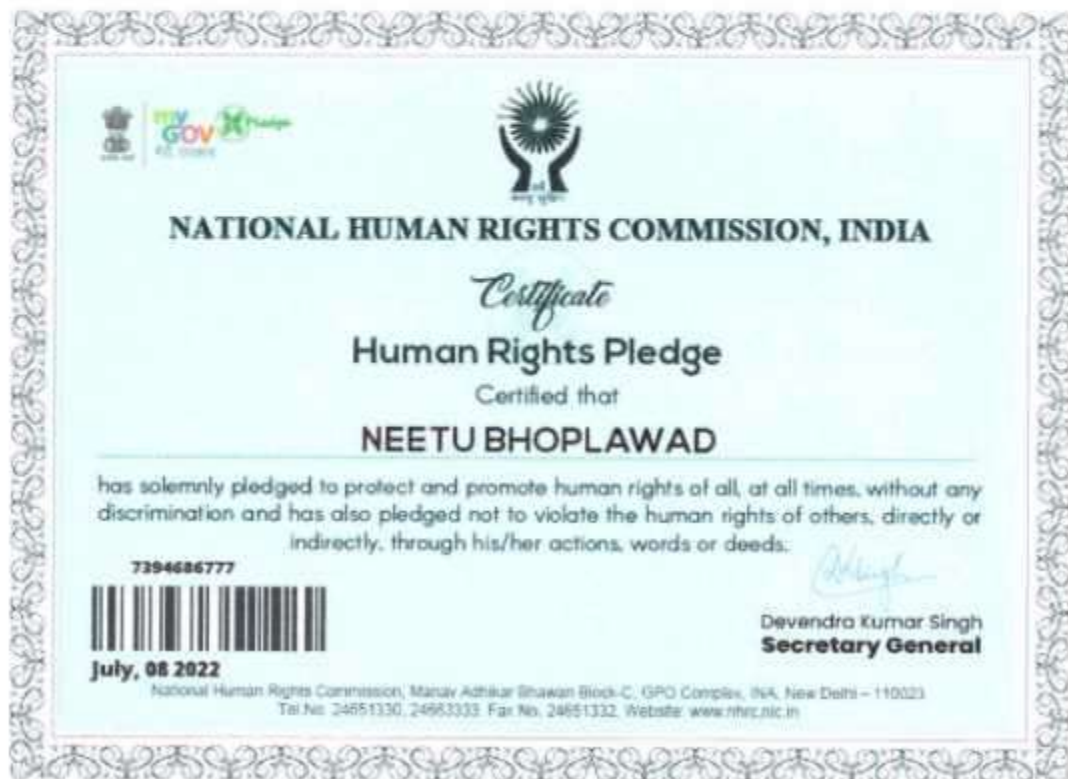 my
GOV
Pledge
NATIONAL HUMAN RIGHTS COMMISSION, INDIA
Certificate
Human Rights Pledge
Certified that
NEETU BHOPLAWAD
has solemnly pledged to protect and promote human rights of all, at all times, without any
discrimination and has also pledged not to violate the human rights of others, directly or
indirectly, through his/her actions, words or deeds.
7394686777
July, 08 2022
Devendra Kumar Singh
Secretary General
National Human Rights Commission, Manav Adhikar Bhawan Block-C, GPO Complex, INA, New Delhi – 110023
Tel.No. 24651330, 24663333 Fax No. 24651332, Website: www.nhrc.nic.in